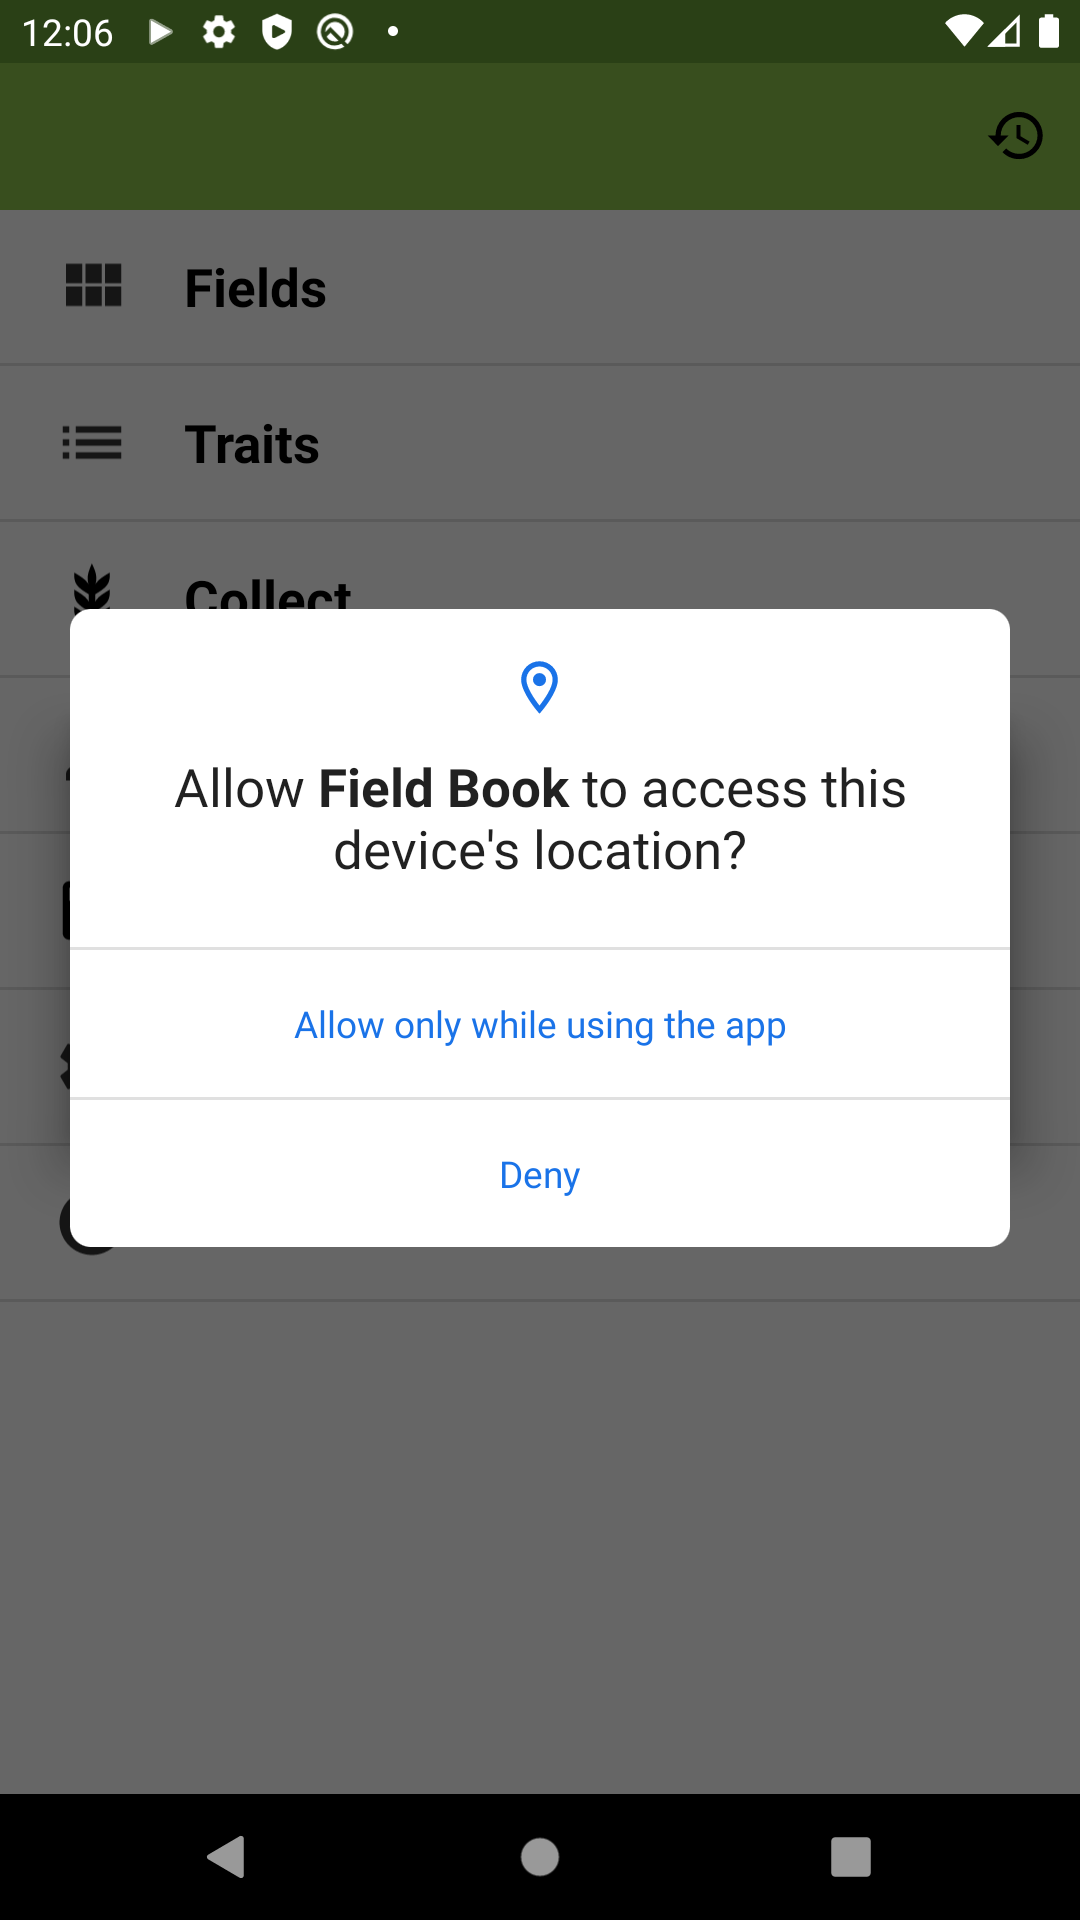 12:06
Fields
Traits
Collect
Allow Field Book to access this
device's location?
Allow only while using the app
Deny